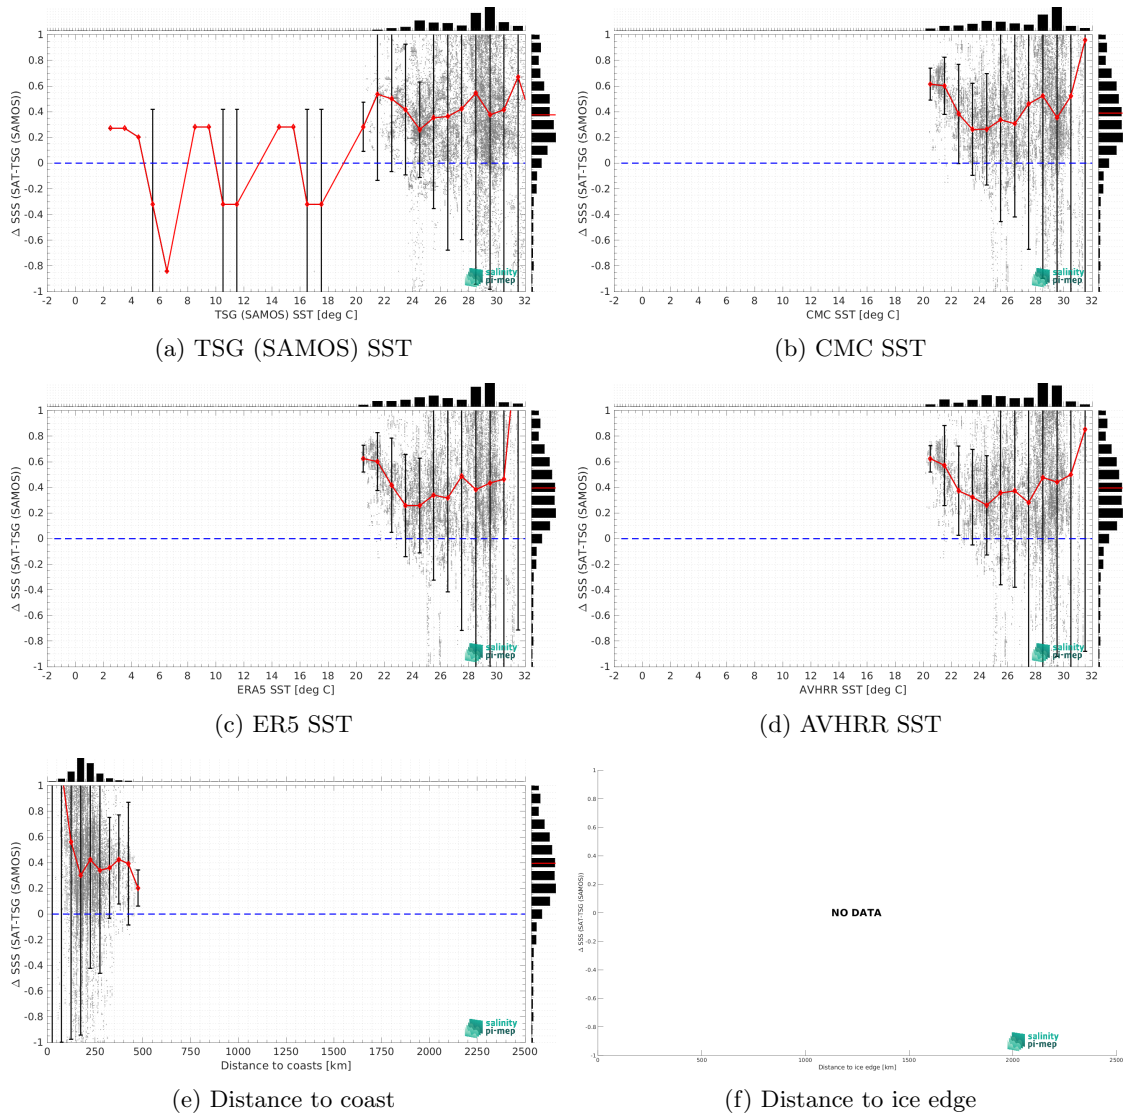 1
0.8
0.6
0.4
0.2
0
-0.2
-0.4
-0.6
-0.8
-1
Δ SSS (SAT-TSG (SAMOS))
salinity
pi-mep
-2 0 2 4 6 8 10 12 14 16 18 20 22 24 26 28 30 32
TSG (SAMOS) SST [deg C]
(a) TSG (SAMOS) SST
1
0.8
0.6
0.4
0.2
0
-0.2
-0.4
-0.6
-0.8
-1
Δ SSS (SAT-TSG (SAMOS))
salinity
pi-mep
-2 0 2 4 6 8 10 12 14 16 18 20 22 24 26 28 30 32
CMC SST [deg C]
(b) CMC SST
1
0.8
0.6
0.4
0.2
0
-0.2
-0.4
-0.6
-0.8
-1
Δ SSS (SAT-TSG (SAMOS))
salinity
pi-mep
-2 0 2 4 6 8 10 12 14 16 18 20 22 24 26 28 30 32
ERA5 SST [deg C]
(c) ER5 SST
1
0.8
0.6
0.4
0.2
0
-0.2
-0.4
-0.6
-0.8
-1
Δ SSS (SAT-TSG (SAMOS))
salinity
pi-mep
-2 0 2 4 6 8 10 12 14 16 18 20 22 24 26 28 30 32
AVHRR SST [deg C]
(d) AVHRR SST
1
0.8
0.6
0.4
0.2
0
-0.2
-0.4
-0.6
-0.8
-1
Δ SSS (SAT-TSG (SAMOS))
salinity
pi-mep
0 250 500 750 1000 1250 1500 1750 2000 2250 2500
Distance to coasts [km]
(e) Distance to coast
1
0.8
0.6
0.4
0.2
0
-0.2
-0.4
-0.6
-0.8
-1
Δ SSS (SAT-TSG (SAMOS))
NO DATA
salinity
pi-mep
0 500 1000 1500 2000 2500
Distance to ice edge [km]
(f) Distance to ice edge